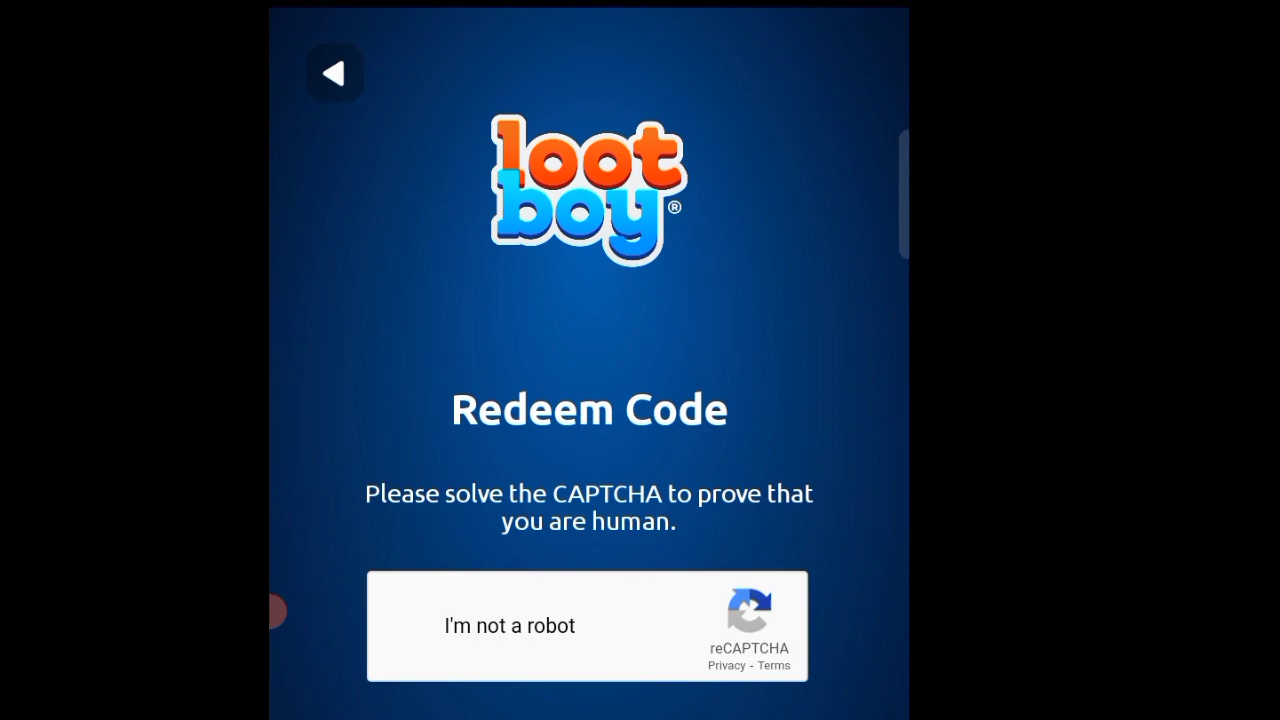 loot
boy®
Redeem Code
Please solve the CAPTCHA to prove that
you are human.
I'm not a robot
reCAPTCHA
Privacy - Terms